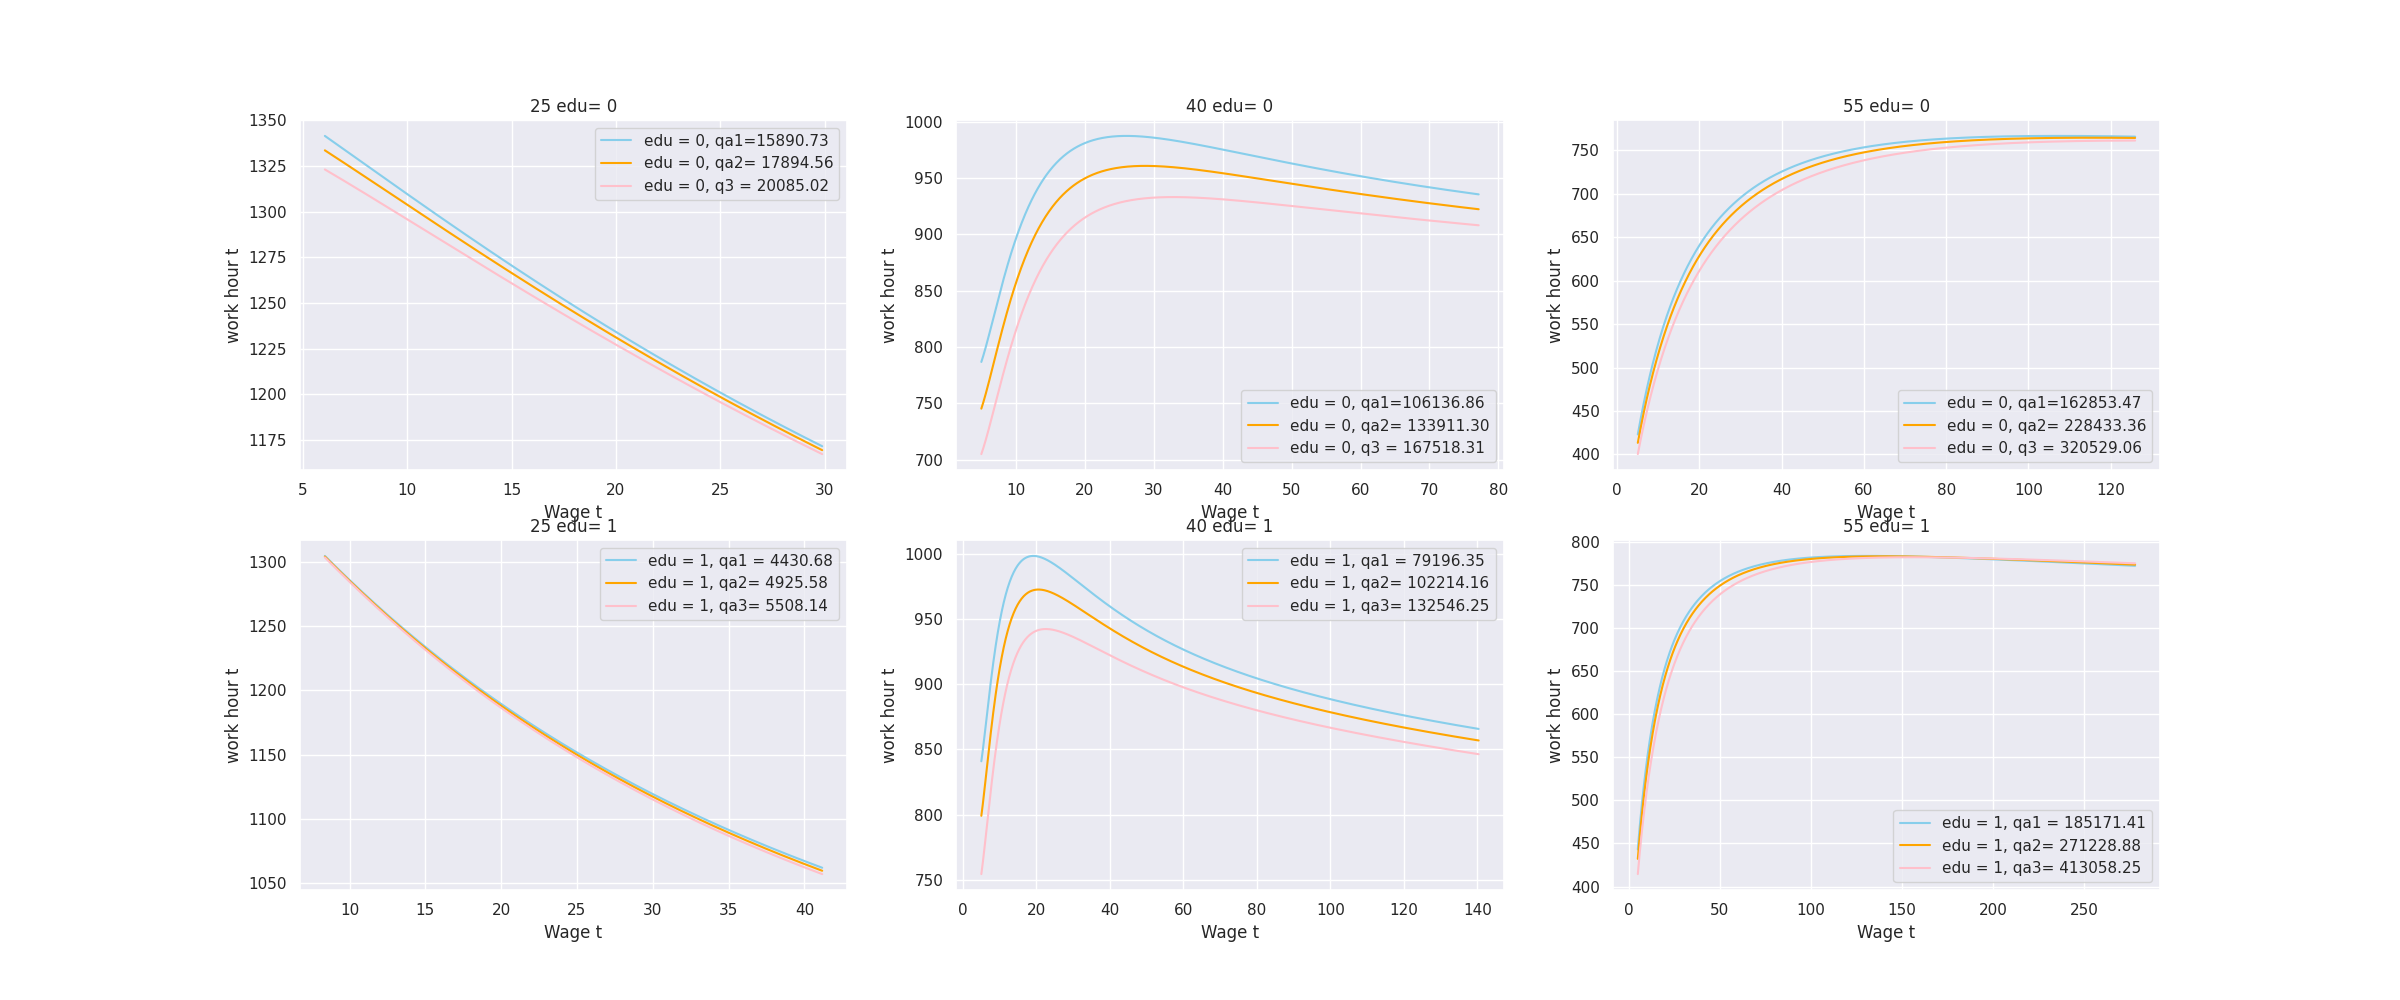 25 edu= 0
1350
1325
1300
1275
1250
1225
1200
1175
work hour t
edu = 0, qa1=15890.73
edu = 0, qa2= 17894.56
edu = 0, q3 = 20085.02
5 10 15 20 25 30
Wage t
40 edu= 0
1000
950
900
850
800
750
700
work hour t
edu = 0, qa1=106136.86
edu = 0, qa2= 133911.30
edu = 0, q3 = 167518.31
10 20 30 40 50 60 70 80
Wage t
55 edu= 0
750
700
650
600
550
500
450
400
work hour t
edu = 0, qa1=162853.47
edu = 0, qa2= 228433.36
edu = 0, q3 = 320529.06
0 20 40 60 80 100 120
Wage t
25 edu= 1
1300
1250
1200
1150
1100
1050
work hour t
edu = 1, qa1 = 4430.68
edu = 1, qa2= 4925.58
edu = 1, qa3= 5508.14
10 15 20 25 30 35 40
Wage t
40 edu= 1
1000
950
900
850
800
750
work hour t
edu = 1, qa1 = 79196.35
edu = 1, qa2= 102214.16
edu = 1, qa3= 132546.25
0 20 40 60 80 100 120 140
Wage t
55 edu= 1
800
750
700
650
600
550
500
450
400
work hour t
edu = 1, qa1 = 185171.41
edu = 1, qa2= 271228.88
edu = 1, qa3= 413058.25
0 50 100 150 200 250
Wage t